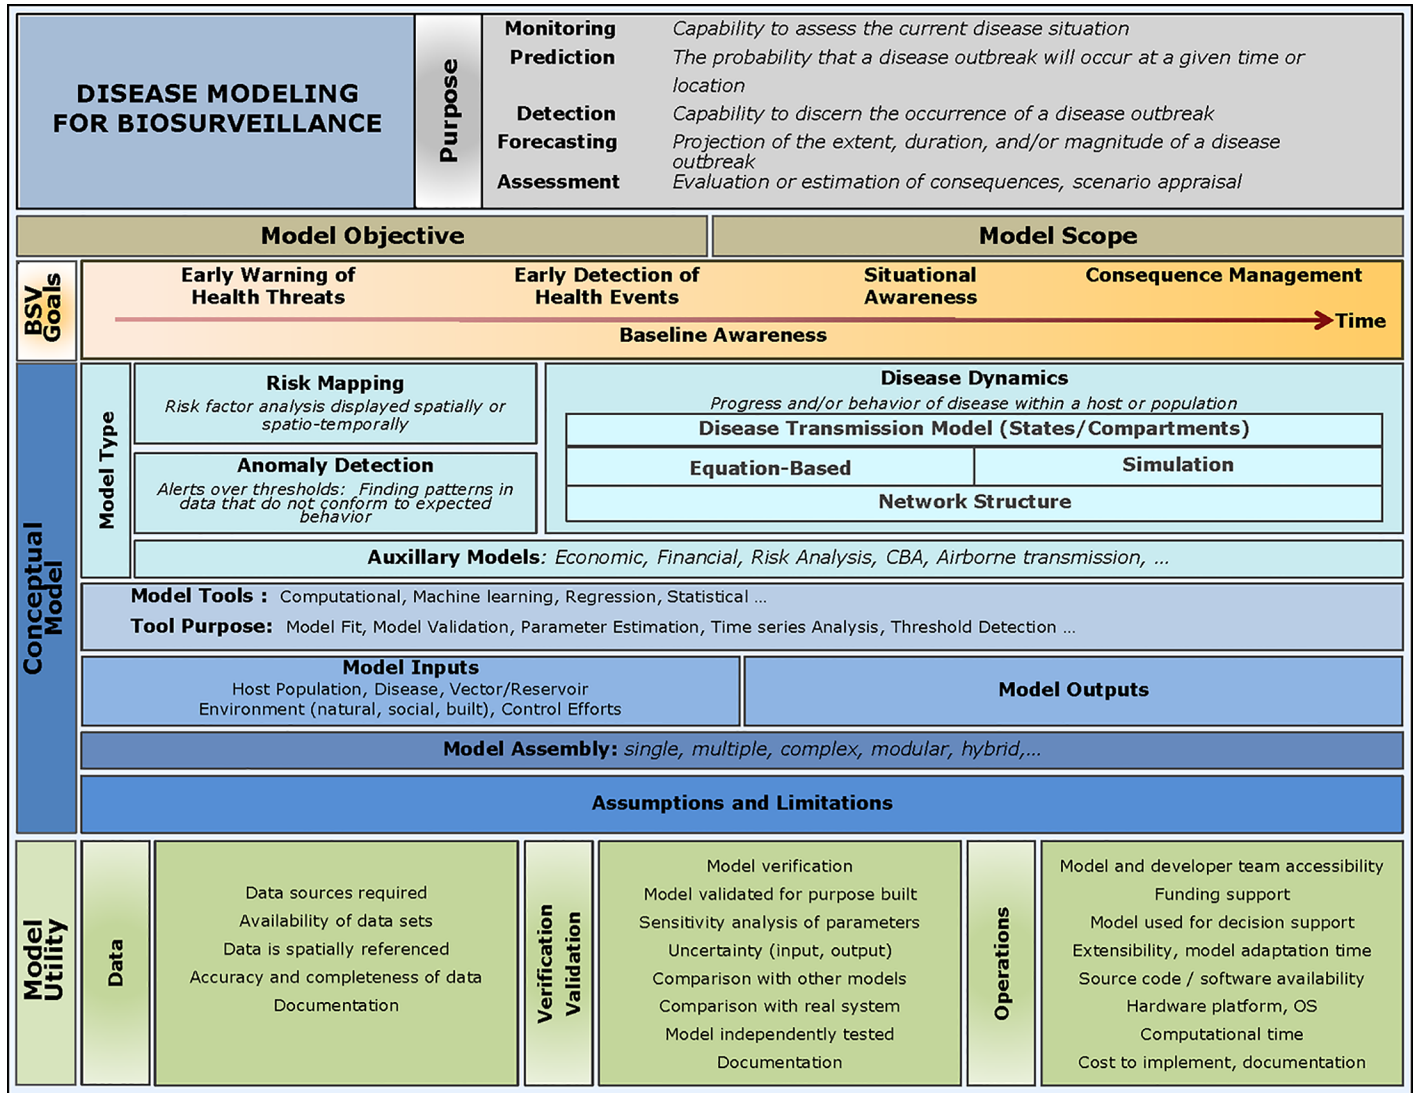 DISEASE MODELING
FOR BIOSURVEILLANCE
Purpose
Monitoring Capability to assess the current disease situation
Prediction The probability that a disease outbreak will occur at a given time or
location
Detection Capability to discern the occurrence of a disease outbreak
Forecasting Projection of the extent, duration, and/or magnitude of a disease
outbreak
Assessment Evaluation or estimation of consequences, scenario appraisal
Model Objective
Model Scope
BSV
Goals
Early Warning of
Health Threats
Early Detection of
Health Events
Situational
Awareness
Consequence Management
Time
Baseline Awareness
Conceptual
Model
Model Type
Risk Mapping
Risk factor analysis displayed spatially or
spatio-temporally
Anomaly Detection
Alerts over thresholds: Finding patterns in
data that do not conform to expected
behavior
Disease Dynamics
Progress and/or behavior of disease within a host or population
Disease Transmission Model (States/Compartments)
Equation-Based
Simulation
Network Structure
Auxillary Models: Economic, Financial, Risk Analysis, CBA, Airborne transmission, ...
Model Tools : Computational, Machine learning, Regression, Statistical ...
Tool Purpose: Model Fit, Model Validation, Parameter Estimation, Time series Analysis, Threshold Detection ...
Model Inputs
Host Population, Disease, Vector/Reservoir
Environment (natural, social, built), Control Efforts
Model Outputs
Model Assembly: single, multiple, complex, modular, hybrid,...
Assumptions and Limitations
Model
Utility
Data
Data sources required
Availability of data sets
Data is spatially referenced
Accuracy and completeness of data
Documentation
Verification
Validation
Model verification
Model validated for purpose built
Sensitivity analysis of parameters
Uncertainty (input, output)
Comparison with other models
Comparison with real system
Model independently tested
Documentation
Operations
Model and developer team accessibility
Funding support
Model used for decision support
Extensibility, model adaptation time
Source code / software availability
Hardware platform, OS
Computational time
Cost to implement, documentation